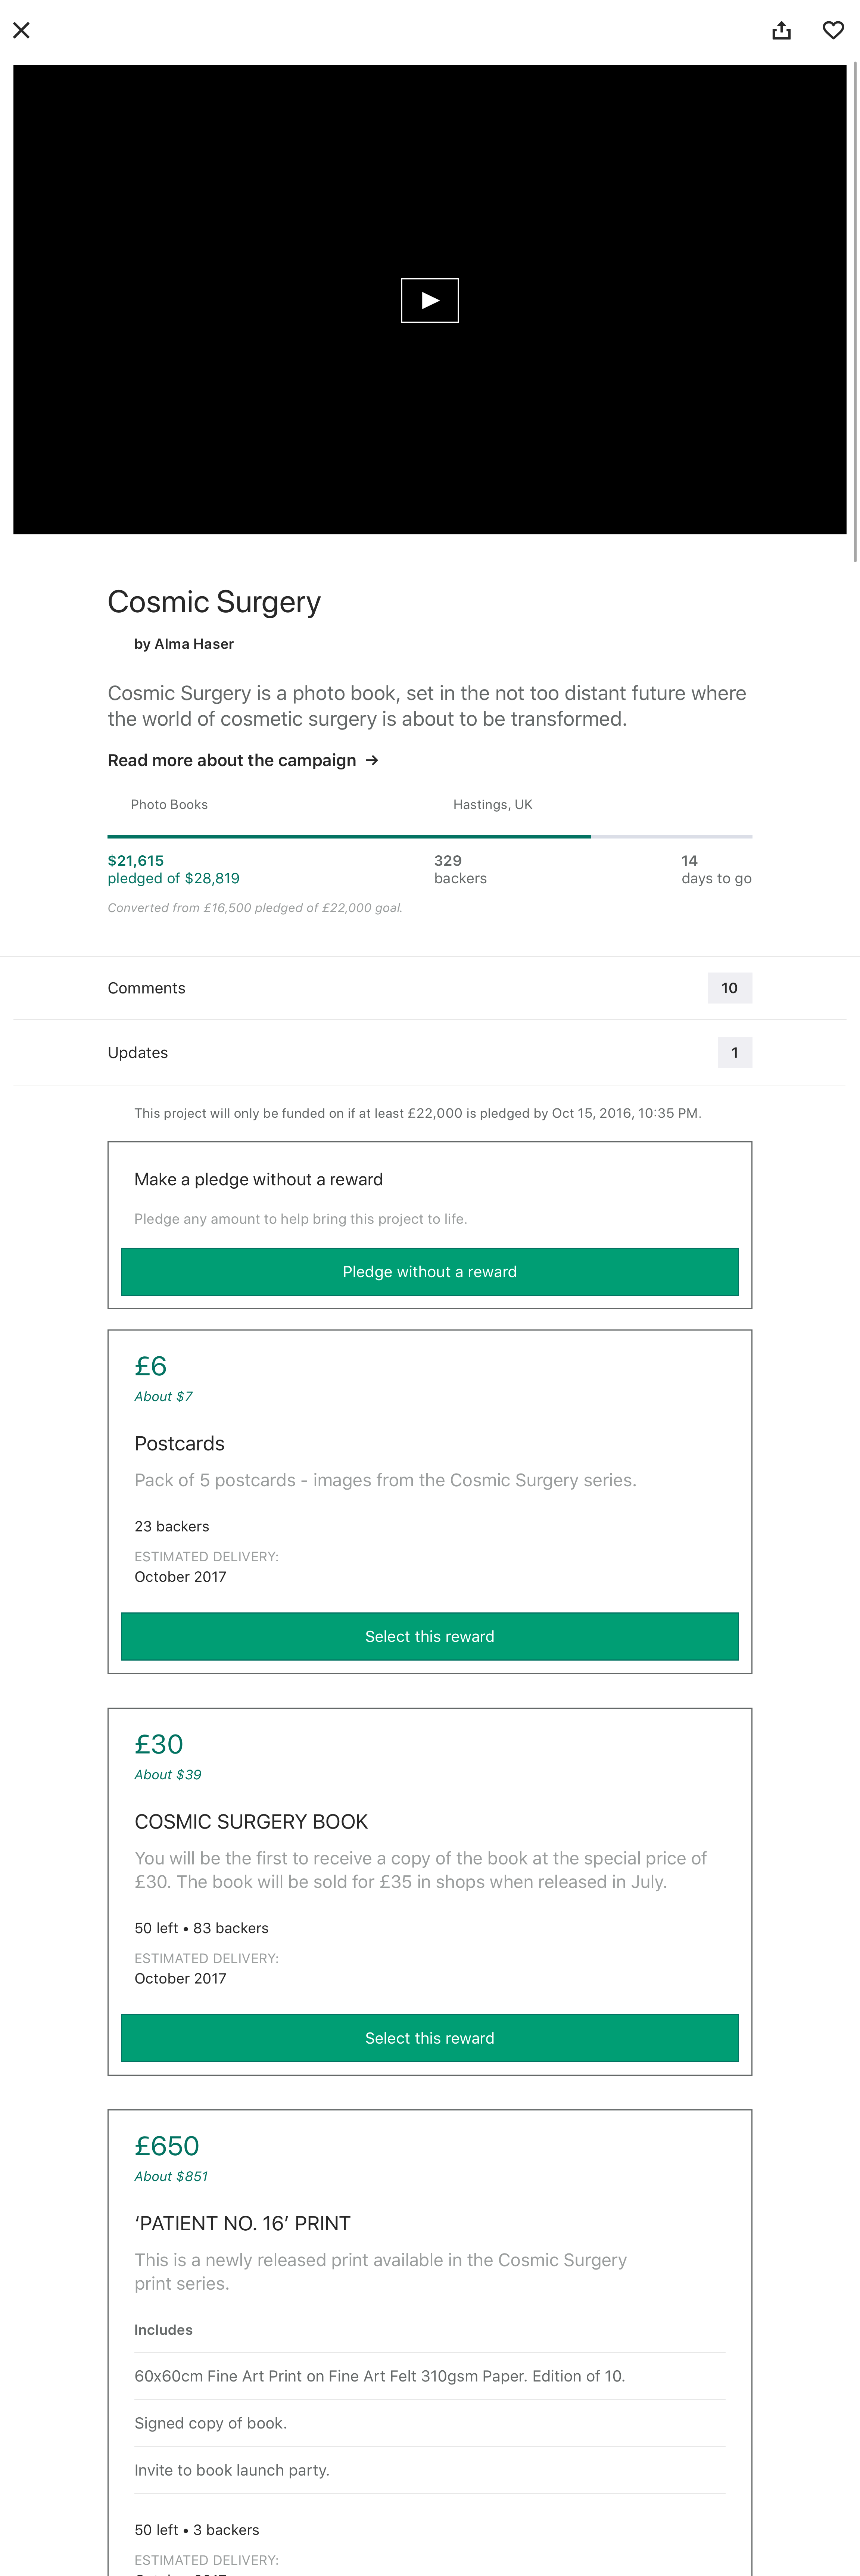 Cosmic Surgery
by Alma Haser
Cosmic Surgery is a photo book, set in the not too distant future where
the world of cosmetic surgery is about to be transformed.
Read more about the campaign →
Photo Books
Hastings, UK
$21,615
pledged of $28,819
329
backers
14
days to go
Converted from £16,500 pledged of £22,000 goal.
Comments
10
Updates
1
This project will only be funded on if at least £22,000 is pledged by Oct 15, 2016, 10:35 PM.
Make a pledge without a reward
Pledge any amount to help bring this project to life.
Pledge without a reward
£6
About $7
Postcards
Pack of 5 postcards - images from the Cosmic Surgery series.
23 backers
ESTIMATED DELIVERY:
October 2017
Select this reward
£30
About $39
COSMIC SURGERY BOOK
You will be the first to receive a copy of the book at the special price of
£30. The book will be sold for £35 in shops when released in July.
50 left • 83 backers
ESTIMATED DELIVERY:
October 2017
Select this reward
£650
About $851
‘PATIENT NO. 16’ PRINT
This is a newly released print available in the Cosmic Surgery
print series.
Includes
60x60cm Fine Art Print on Fine Art Felt 310gsm Paper. Edition of 10.
Signed copy of book.
Invite to book launch party.
50 left • 3 backers
ESTIMATED DELIVERY: